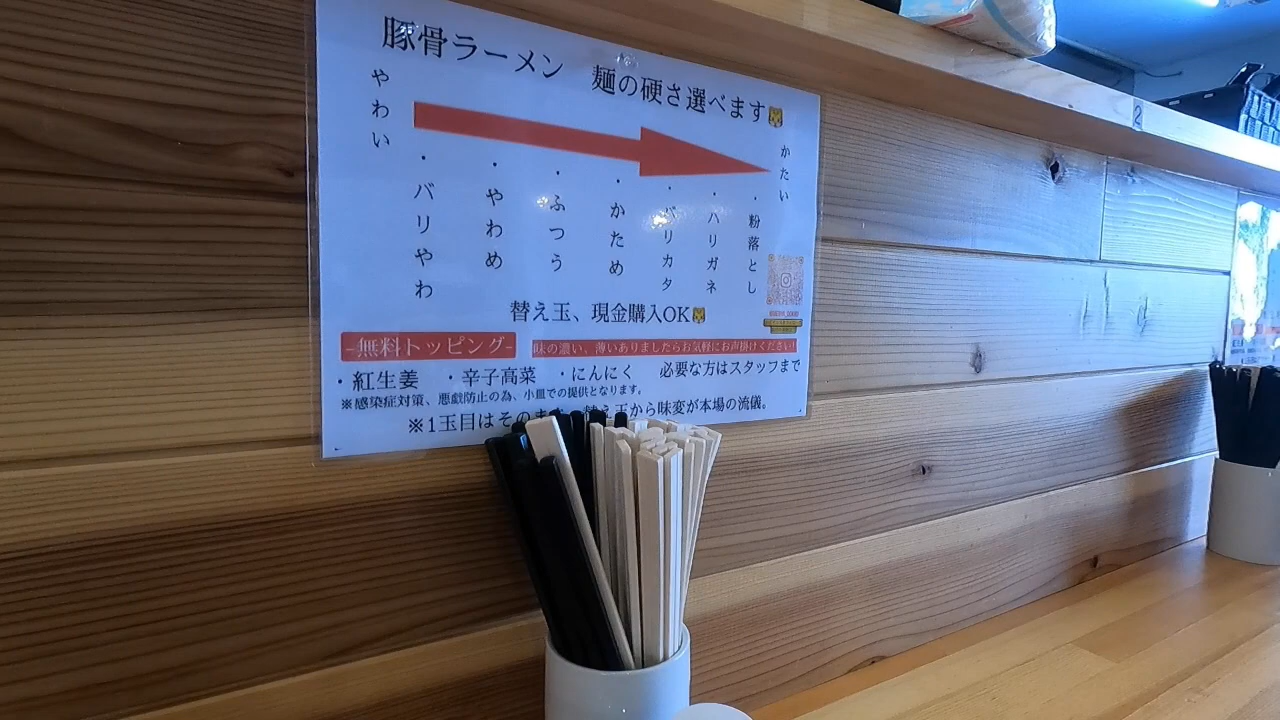 豚骨ラーメン 麺の硬さ選べます
やわい
かたい
・バリやわ
・やわめ
・ふつう
・かため
・バリカタ
・ハリガネ
・粉落とし
替え玉、現金購入OK
-無料トッピング-
味の濃い、薄いありましたらお気軽にお声掛けください!
・紅生姜 ・辛子高菜 ・にんにく 必要な方はスタッフまで
※感染症対策、悪戯防止の為、小皿での提供となります。
※1玉目はそのまま 替え玉から味変が本場の流儀。
2